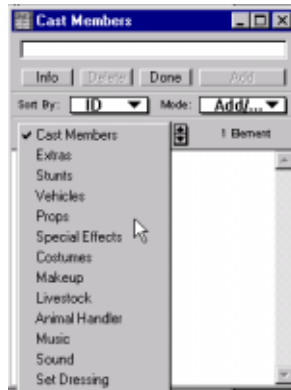 Cast Members
Info Delete Done Add
Sort By: ID Mode: Add/...
✔ Cast Members
1 Element
Extras
Stunts
Vehicles
Props
Special Effects
Costumes
Makeup
Livestock
Animal Handler
Music
Sound
Set Dressing